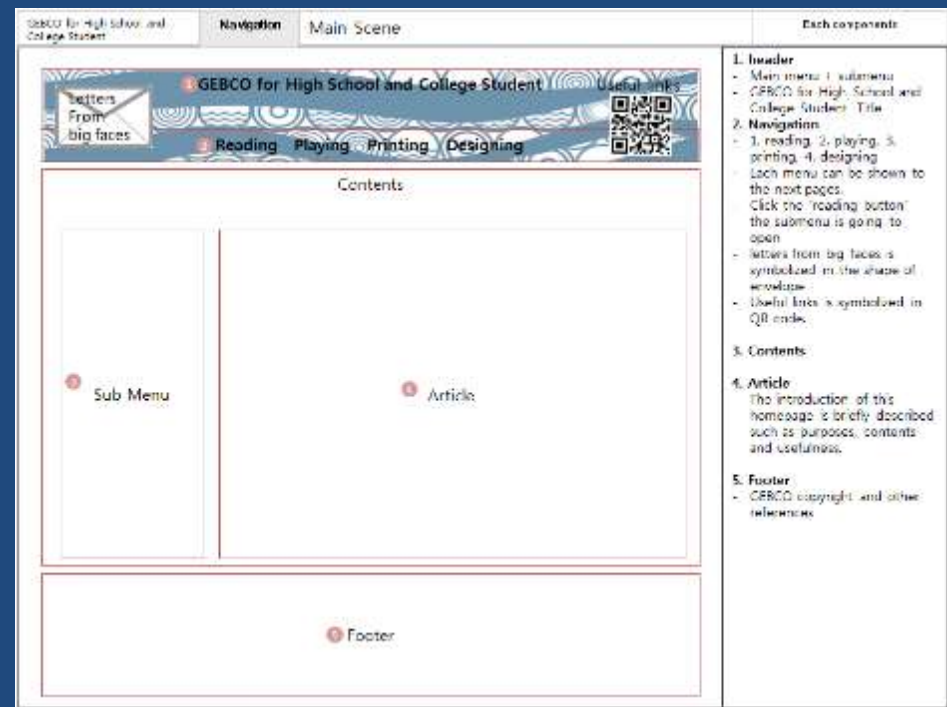 GEBCO for High School and
College Student
Navigation
Main Scene
Each components
Letters
From
big faces
1 GEBCO for High School and College Student
Useful links
Reading Playing Printing Designing
Contents
Sub Menu
Article
5 Footer
1. header
- Main menu + submenu
- GEBCO for High School and
College Student Title
2. Navigation
- 1. reading, 2. playing, 3.
printing, 4. designing
- Each menu can be shown to
the next pages.
- Click the 'reading button'
the submenu is going to
open
- letters from big faces is
symbolized in the shape of
envelope
- Useful links is symbolized in
QR code.
3. Contents
4. Article
The introduction of this
homepage is briefly described
such as purposes, contents
and usefulness.
5. Footer
- GEBCO copyright and other
references